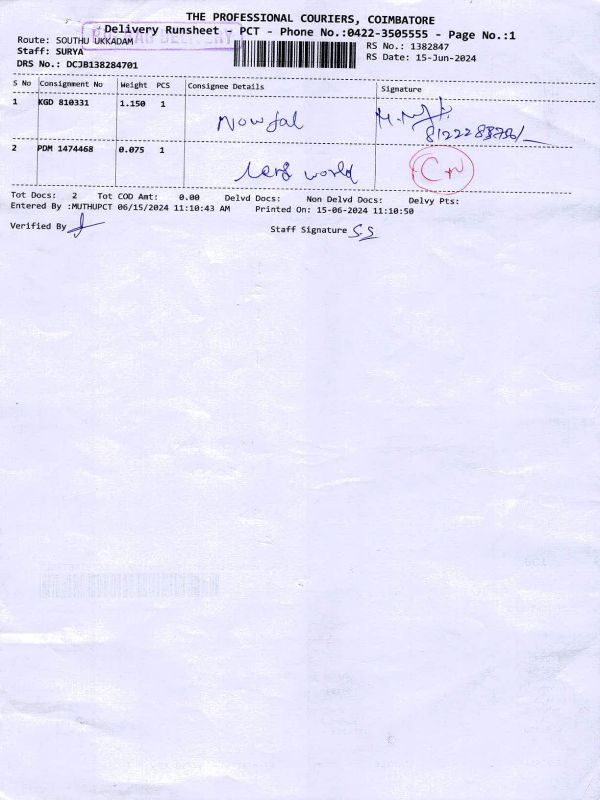 THE PROFESSIONAL COURIERS, COIMBATORE
Delivery Runsheet - PCT - Phone No.:0422-3505555 - Page No.:1
Route: SOUTHU UKKADAM
RS No.: 1382847
Staff: SURYA
RS Date: 15-Jun-2024
DRS No.: DCJB138284701
S No Consignment No Weight PCS Consignee Details Signature
1 KGD 810331 1.150 1 Nowfal
2 PDM 1474468 0.075 1 world
Tot Docs: 2 Tot COD Amt: 0.00 Delvd Docs: Non Delvd Docs: Delvy Pts:
Entered By :MUTHUPCT 06/15/2024 11:10:43 AM Printed On: 15-06-2024 11:10:50
Verified By
Staff Signature S.S